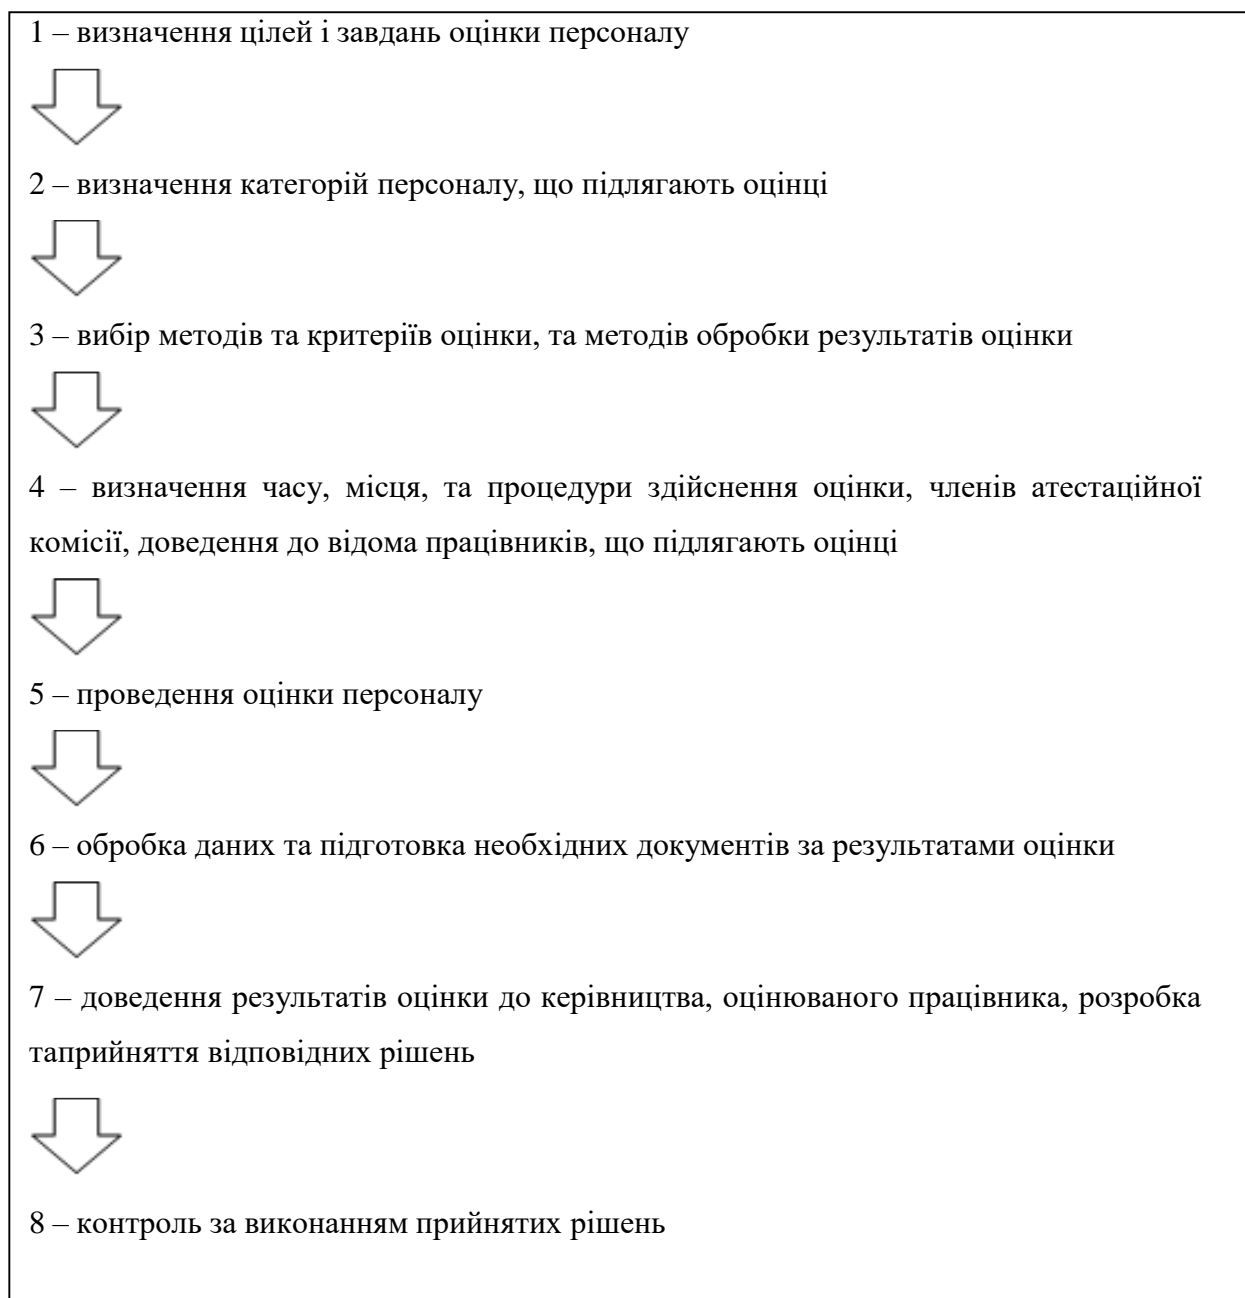 1 – визначення цілей і завдань оцінки персоналу
2 – визначення категорій персоналу, що підлягають оцінці
3 – вибір методів та критеріїв оцінки, та методів обробки результатів оцінки
4 – визначення часу, місця, та процедури здійснення оцінки, членів атестаційної
комісії, доведення до відома працівників, що підлягають оцінці
5 – проведення оцінки персоналу
6 – обробка даних та підготовка необхідних документів за результатами оцінки
7 – доведення результатів оцінки до керівництва, оцінюваного працівника, розробка
таприйняття відповідних рішень
8 – контроль за виконанням прийнятих рішень